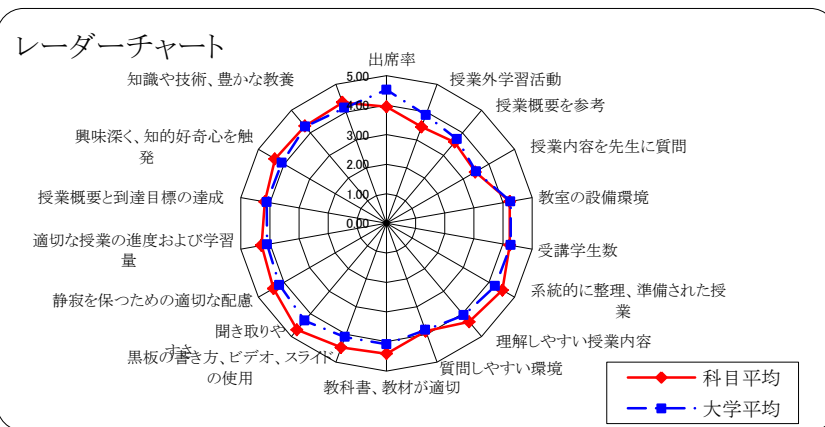 レーダーチャート
出席率
授業外学習活動
授業概要を参考
授業内容を先生に質問
教室の設備環境
受講学生数
系統的に整理、準備された授
業
理解しやすい授業内容
質問しやすい環境
教科書、教材が適切
黒板の書き方、ビデオ、スライド
の使用
聞き取りや
すさ
静寂を保つための適切な配慮
適切な授業の進度および学習
量
授業概要と到達目標の達成
興味深く、知的好奇心を触
発
知識や技術、豊かな教養
5.00
4.00
3.00
2.00
1.00
0.00
科目平均
大学平均